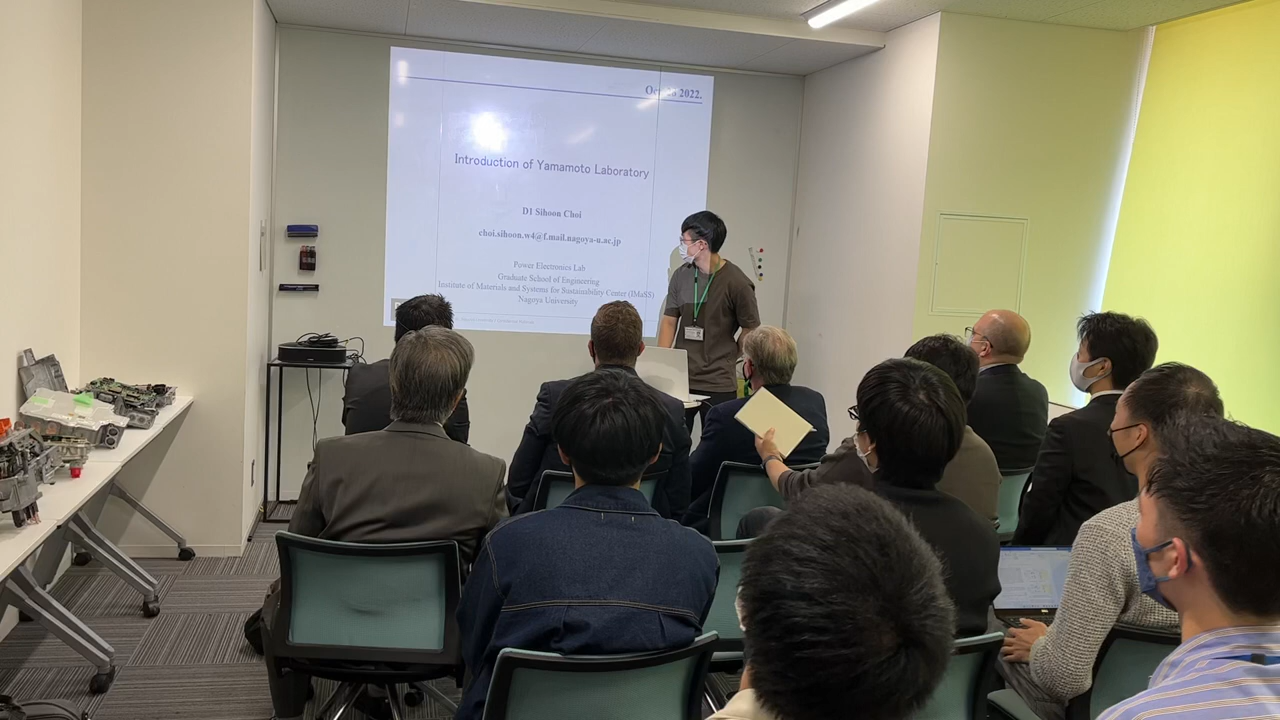 2022.
Introduction of Yamamoto Laboratory
D1 Sihoon Choi
choi.sihoon.w4@f.mail.nagoya-u.ac.jp
Power Electronics Lab
Graduate School of Engineering
Institute of Materials and Systems for Sustainability Center (IMaSS)
Nagoya University